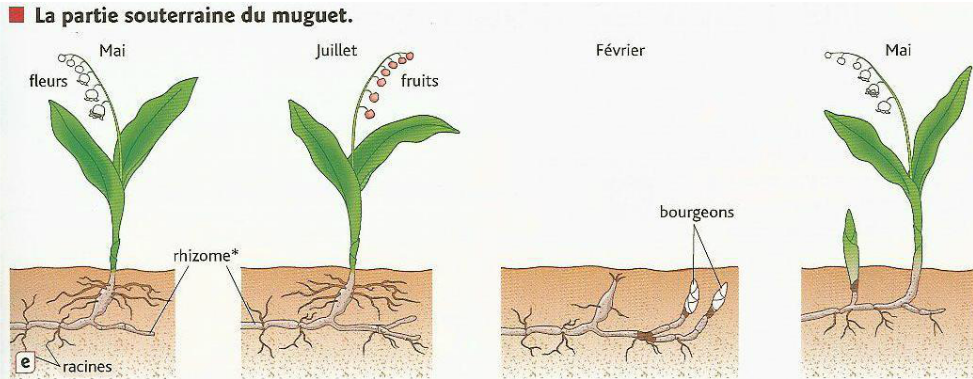 La partie souterraine du muguet.
Mai
Juillet
Février
Mai
fleurs
fruits
bourgeons
rhizome*
e
racines